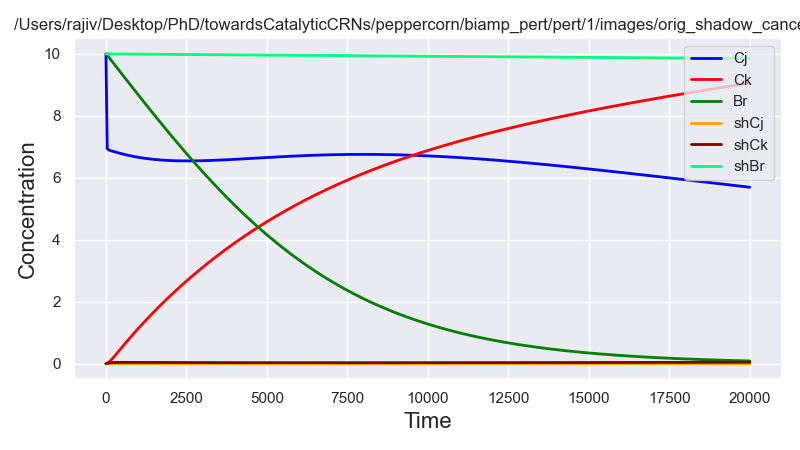 /Users/rajiv/Desktop/PhD/towardsCatalyticCRNs/peppercorn/biamp_pert/pert/1/images/orig_shadow_cance
10
8
6
4
2
0
Concentration
Cj
Ck
Br
shCj
shCk
shBr
0 2500 5000 7500 10000 12500 15000 17500 20000
Time